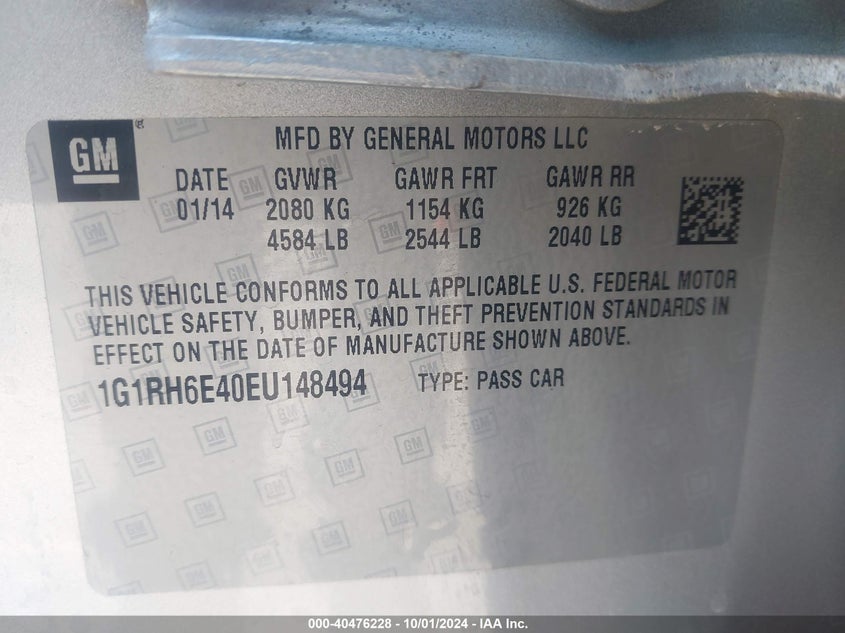 GM
MFD BY GENERAL MOTORS LLC
DATE GVWR GAWR FRT GAWR RR
01/14 2080 KG 1154 KG 926 KG
4584 LB 2544 LB 2040 LB
THIS VEHICLE CONFORMS TO ALL APPLICABLE U.S. FEDERAL MOTOR
VEHICLE SAFETY, BUMPER, AND THEFT PREVENTION STANDARDS IN
EFFECT ON THE DATE OF MANUFACTURE SHOWN ABOVE.
1G1RH6E40EU148494 TYPE: PASS CAR
000-40476228 - 10/01/2024 - IAA Inc.